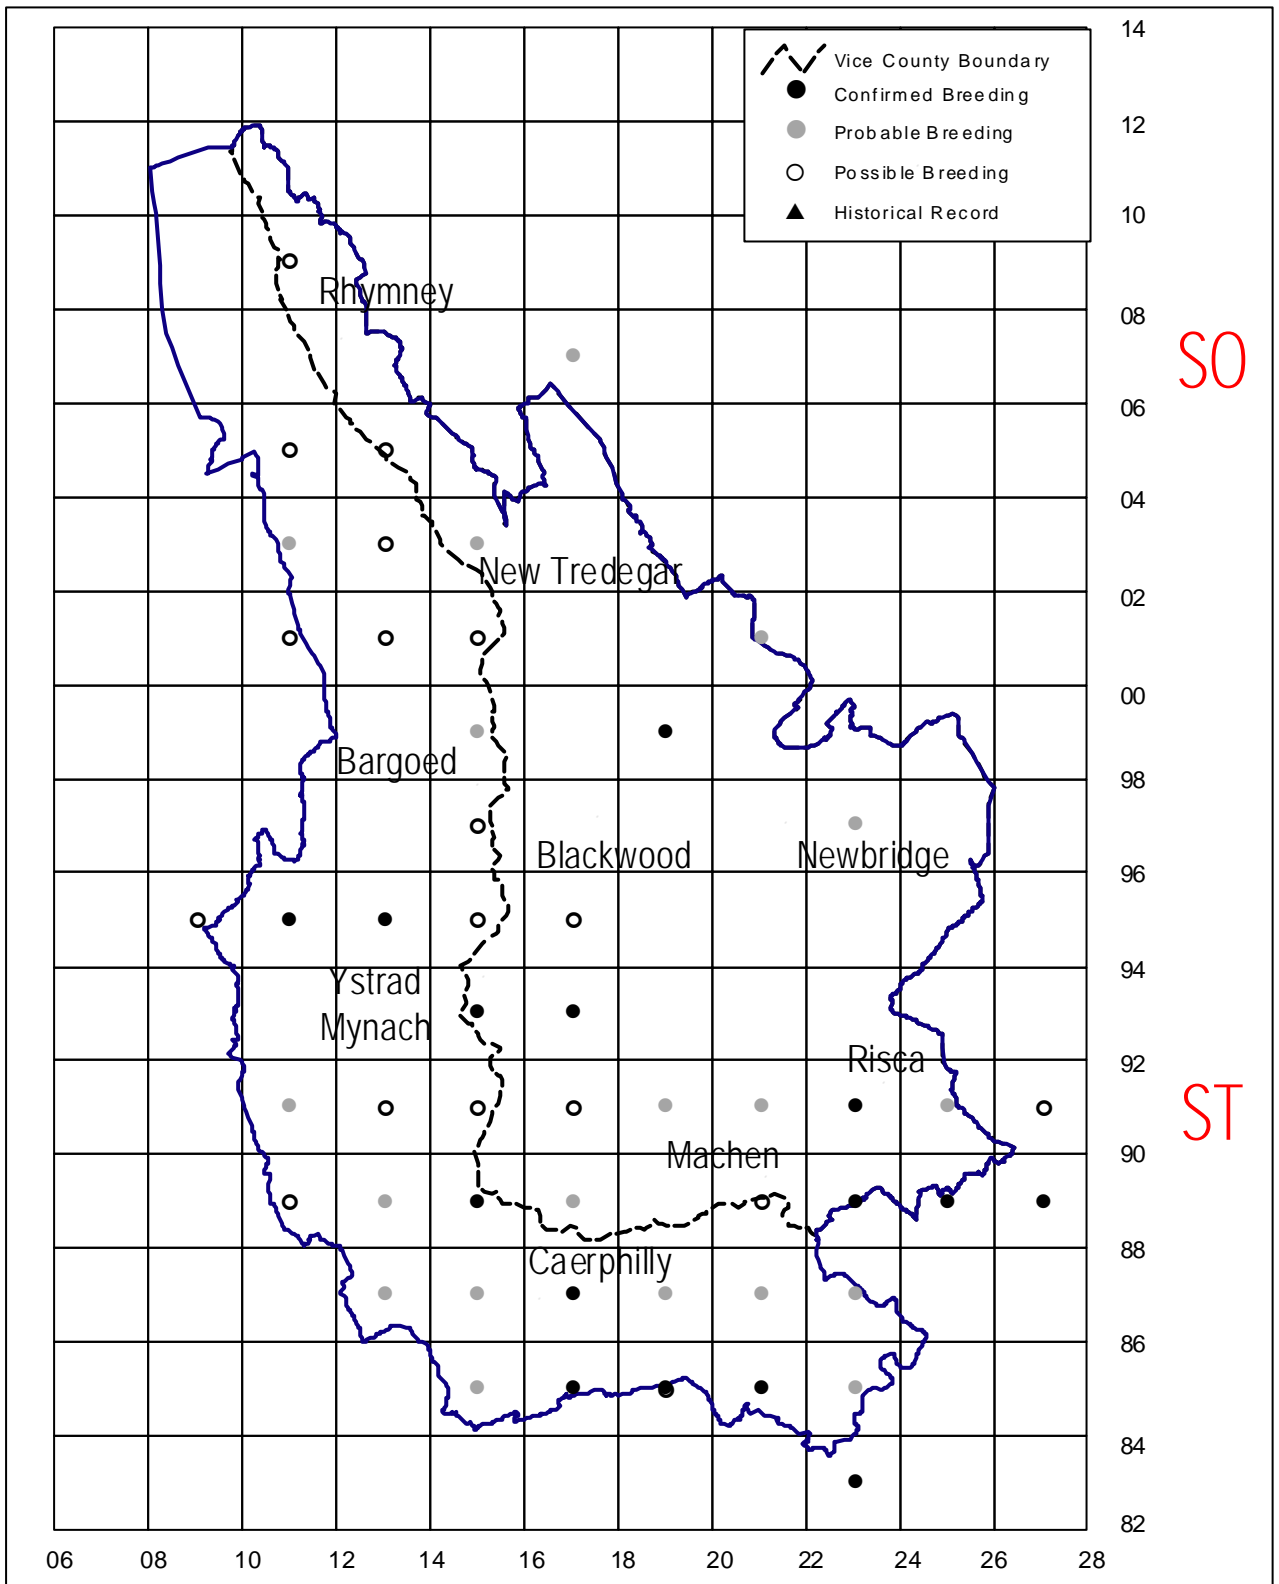 14
Vice County Boundary
Confirmed Breeding
12
Probable Breeding
Possible Breeding
10
Historical Record
Rhymney
08
SO
06
04
New Tredegar
02
00
Bargoed
98
Blackwood
Newbridge
96
94
Ystrad
Mynach
Risca
92
ST
Machen
90
88
Caerphilly
86
84
82
06 08 10 12 14 16 18 20 22 24 26 28